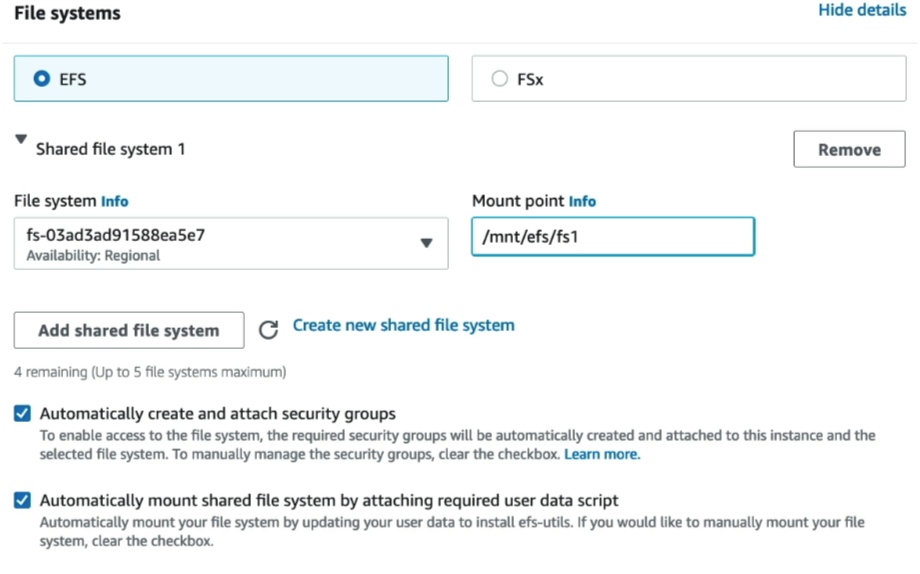 File systems
Hide details
EFS
FSx
Shared file system 1
Remove
File system Info
Mount point Info
fs-03ad3ad91588ea5e7
Availability: Regional
/mnt/efs/fs1
Add shared file system
Create new shared file system
4 remaining (Up to 5 file systems maximum)
Automatically create and attach security groups
To enable access to the file system, the required security groups will be automatically created and attached to this instance and the
selected file system. To manually manage the security groups, clear the checkbox. Learn more.
Automatically mount shared file system by attaching required user data script
Automatically mount your file system by updating your user data to install efs-utils. If you would like to manually mount your file
system, clear the checkbox.